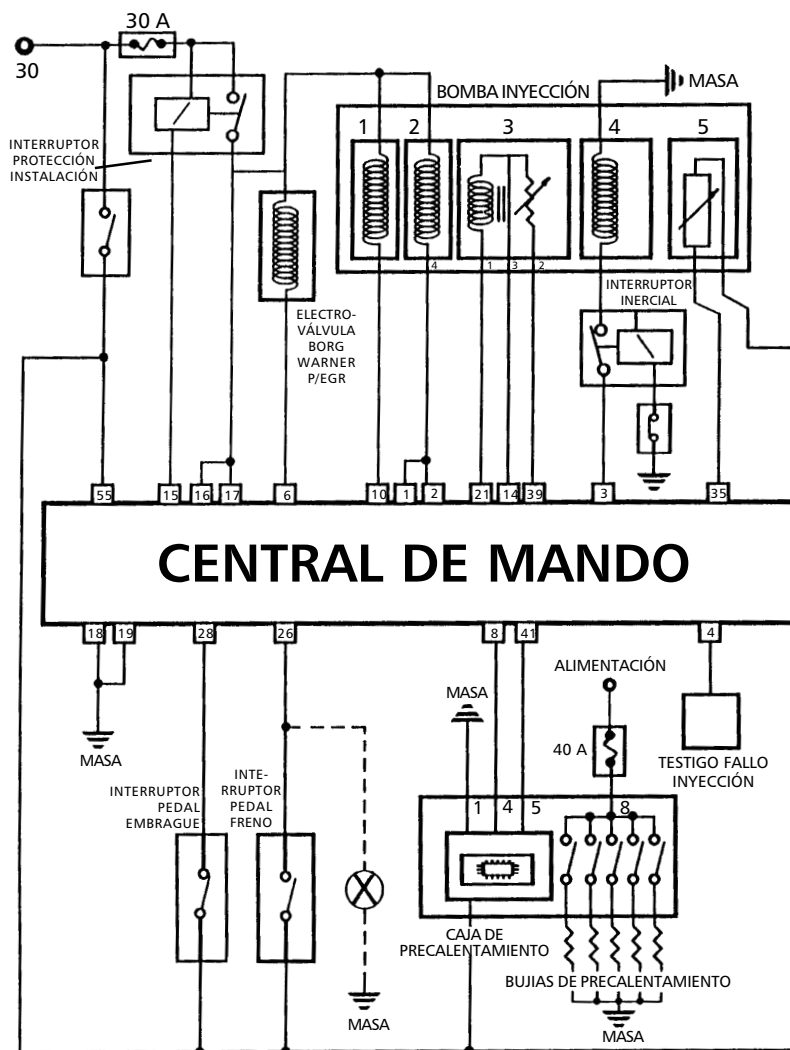 30 A
30
BOMBA INYECCIÓN
MASA
1 2 3 4 5
INTERRUPTOR
PROTECCIÓN
INSTALACIÓN
4 1 3 2
INTERRUPTOR
INERCIAL
ELECTRO-
VÁLVULA
BORG
WARNER
P/EGR
55 15 16 17 6 10 1 2 21 14 39 3 35
CENTRAL DE MANDO
18 19 28 26 8 41 4
ALIMENTACIÓN
MASA
40 A
MASA
TESTIGO FALLO
INYECCIÓN
INTERRUPTOR
PEDAL
EMBRAGUE
INTE-
RRUPTOR
PEDAL
FRENO
1 4 5 8
CAJA DE
PRECALENTAMIENTO
BUJIAS DE PRECALENTAMIENTO
MASA
MASA